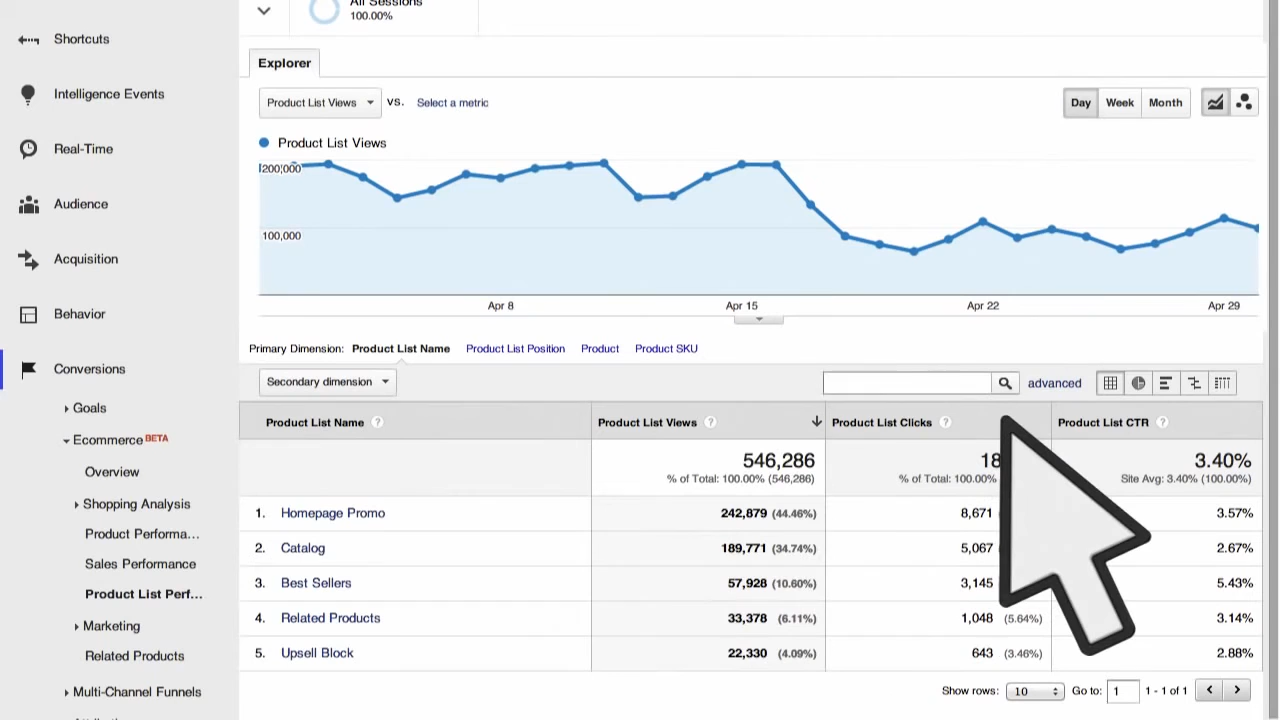 All Sessions
100.00%
Shortcuts
Intelligence Events
Real-Time
Audience
Acquisition
Behavior
Conversions
Goals
Ecommerce BETA
Overview
Shopping Analysis
Product Performa...
Sales Performance
Product List Perf...
Marketing
Related Products
Multi-Channel Funnels
Explorer
Product List Views VS. Select a metric
Day Week Month
Product List Views
200,000
100,000
Apr 8 Apr 15 Apr 22 Apr 29
Primary Dimension: Product List Name Product List Position Product Product SKU
Secondary dimension advanced
Product List Name ? Product List Views ? Product List Clicks ? Product List CTR ?
546,286 18 3.40%
% of Total: 100.00% (546,286) % of Total: 100.00% Site Avg: 3.40% (100.00%)
1. Homepage Promo 242,879 (44.46%) 8,671 3.57%
2. Catalog 189,771 (34.74%) 5,067 2.67%
3. Best Sellers 57,928 (10.60%) 3,145 5.43%
4. Related Products 33,378 (6.11%) 1,048 (5.64%) 3.14%
5. Upsell Block 22,330 (4.09%) 643 (3.46%) 2.88%
Show rows: 10 Go to: 1 1 - 1 of 1